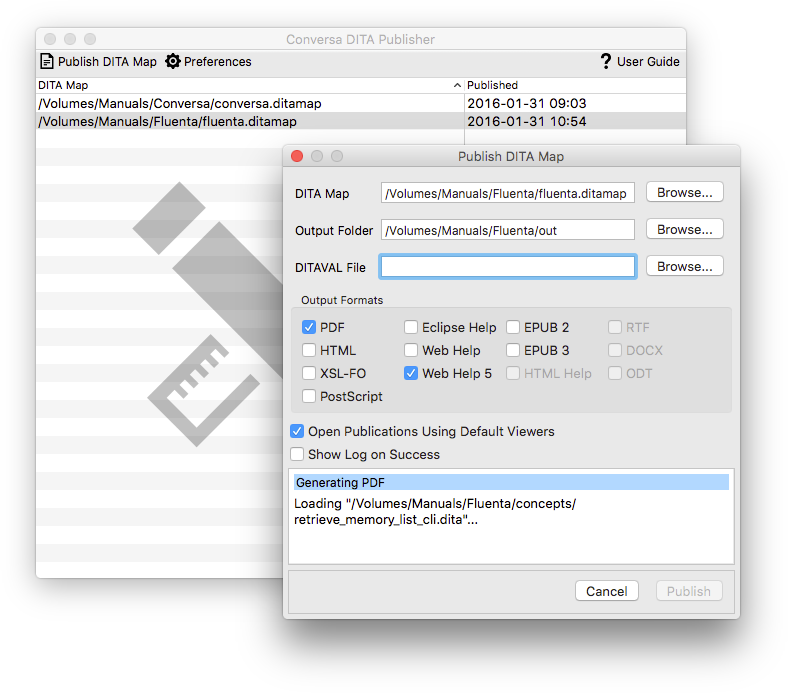 Conversa DITA Publisher
Publish DITA Map Preferences ? User Guide
DITA Map Published
/Volumes/Manuals/Conversa/conversa.ditamap 2016-01-31 09:03
/Volumes/Manuals/Fluenta/fluenta.ditamap 2016-01-31 10:54
Publish DITA Map
DITA Map /Volumes/Manuals/Fluenta/fluenta.ditamap Browse...
Output Folder /Volumes/Manuals/Fluenta/out Browse...
DITAVAL File Browse...
Output Formats
PDF Eclipse Help EPUB 2 RTF
HTML Web Help EPUB 3 DOCX
XSL-FO Web Help 5 HTML Help ODT
PostScript
Open Publications Using Default Viewers
Show Log on Success
Generating PDF
Loading "/Volumes/Manuals/Fluenta/concepts/
retrieve_memory_list_cli.dita"...
Cancel Publish